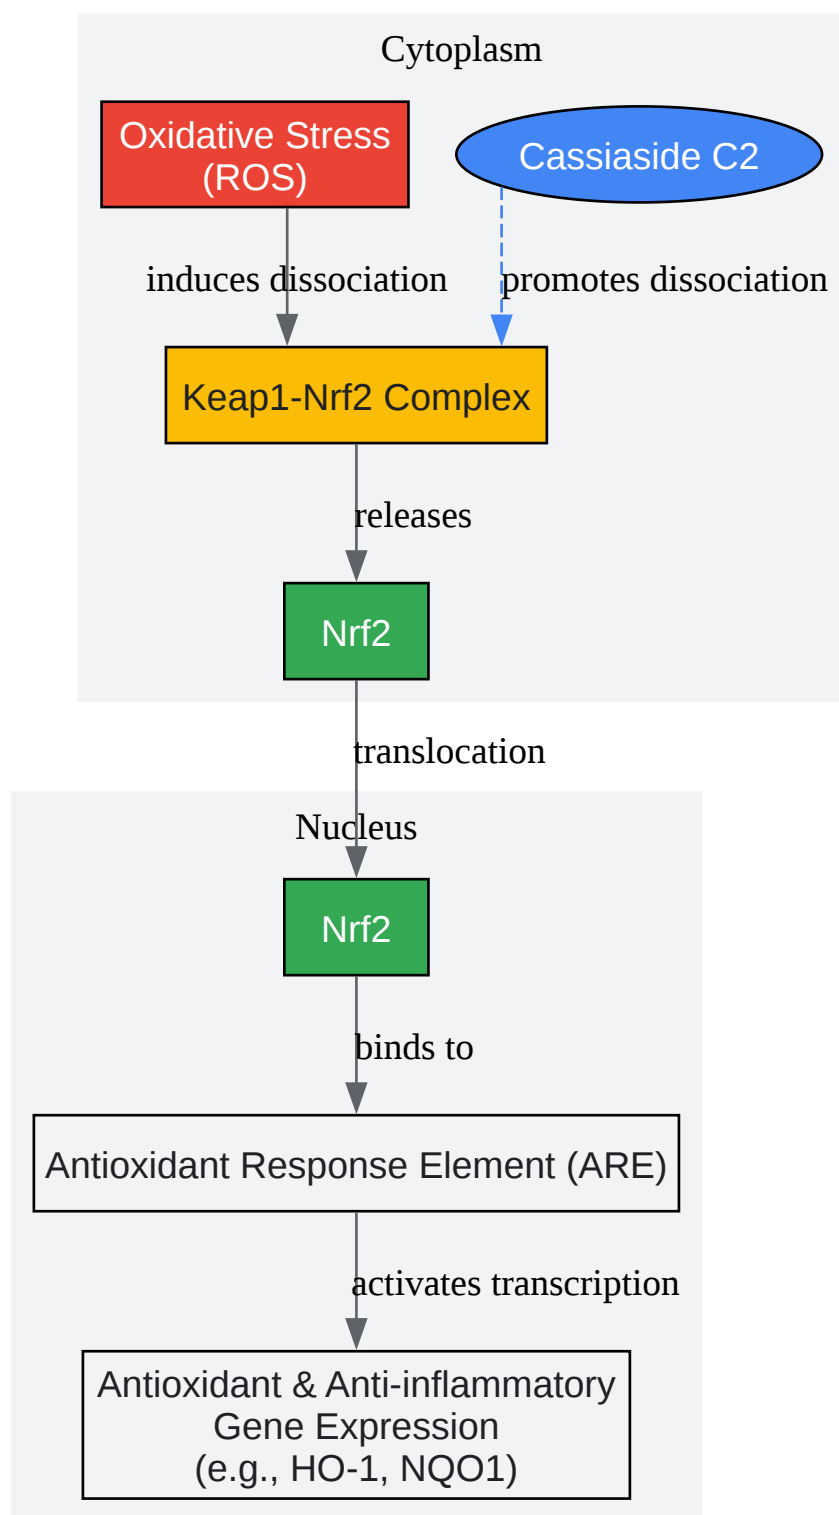 Cytoplasm
Oxidative Stress
(ROS)
Cassiaside C2
induces dissociation
promotes dissociation
Keap1-Nrf2 Complex
releases
Nrf2
translocation
Nucleus
Nrf2
binds to
Antioxidant Response Element (ARE)
activates transcription
Antioxidant & Anti-inflammatory
Gene Expression
(e.g., HO-1, NQO1)